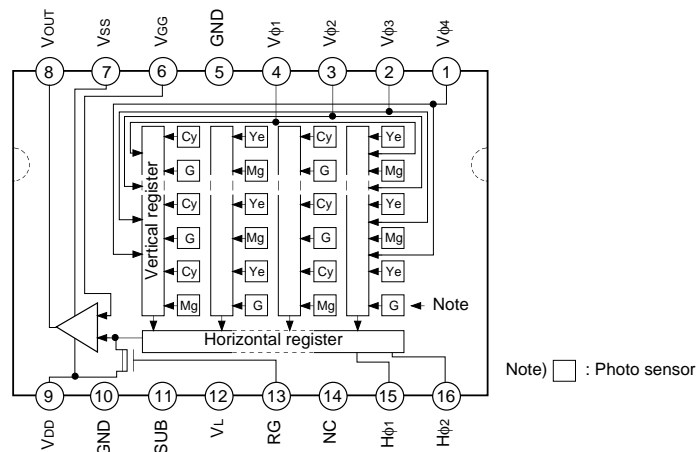 VOUT VSS VGG GND Vφ1 Vφ2 Vφ3 Vφ4
8 7 6 5 4 3 2 1
Vertical register
Cy Ye Cy Ye
G Mg G Mg
Cy Ye Cy Ye
G Mg G Mg
Cy Ye Cy Ye
Mg G Mg G Note
Horizontal register
Note) : Photo sensor
9 10 11 12 13 14 15 16
VDD GND SUB VL RG NC Hφ1 Hφ2